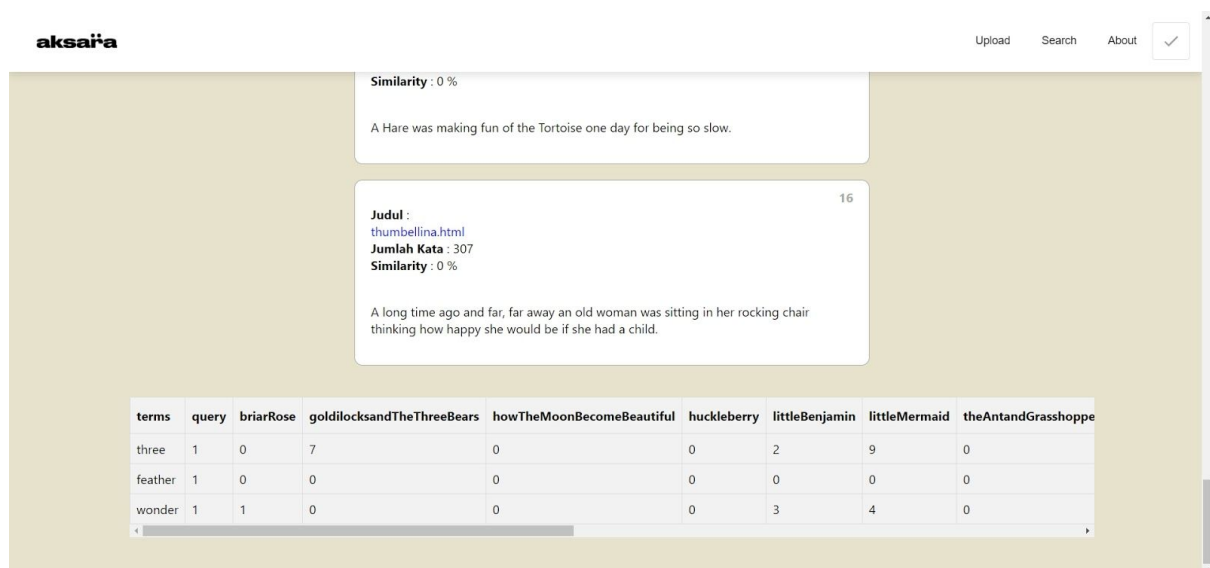 aksara
Upload Search About
Similarity : 0 %
A Hare was making fun of the Tortoise one day for being so slow.
16
Judul :
thumbellina.html
Jumlah Kata : 307
Similarity : 0 %
A long time ago and far, far away an old woman was sitting in her rocking chair
thinking how happy she would be if she had a child.
terms query briarRose goldilocksandTheThreeBears howTheMoonBecomeBeautiful huckleberry littleBenjamin littleMermaid theAntandGrasshoppe
three 1 0 7 0 0 2 9 0
feather 1 0 0 0 0 0 0 0
wonder 1 1 0 0 0 3 4 0